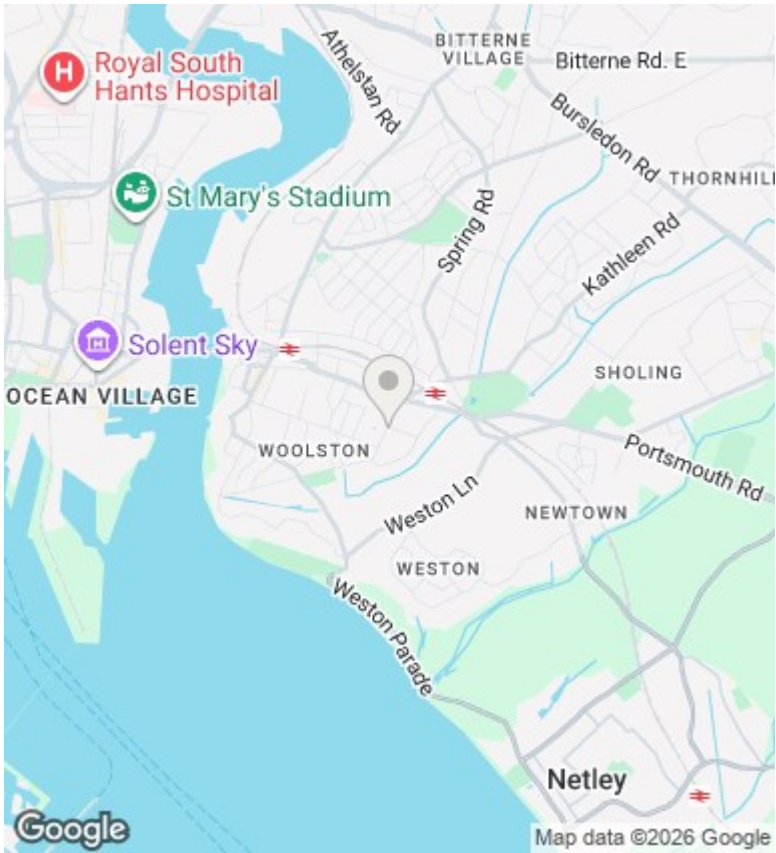 BITTERNE
VILLAGE
Bitterne Rd. E
Athelstan Rd
H
Royal South
Hants Hospital
Bursledon Rd
THORNHILL
St Mary's Stadium
Spring Rd
Kathleen Rd
Solent Sky
SHOLING
OCEAN VILLAGE
WOOLSTON
Portsmouth Rd
Weston Ln
NEWTOWN
WESTON
Weston Parade
Netley
Google
Map data ©2026 Google